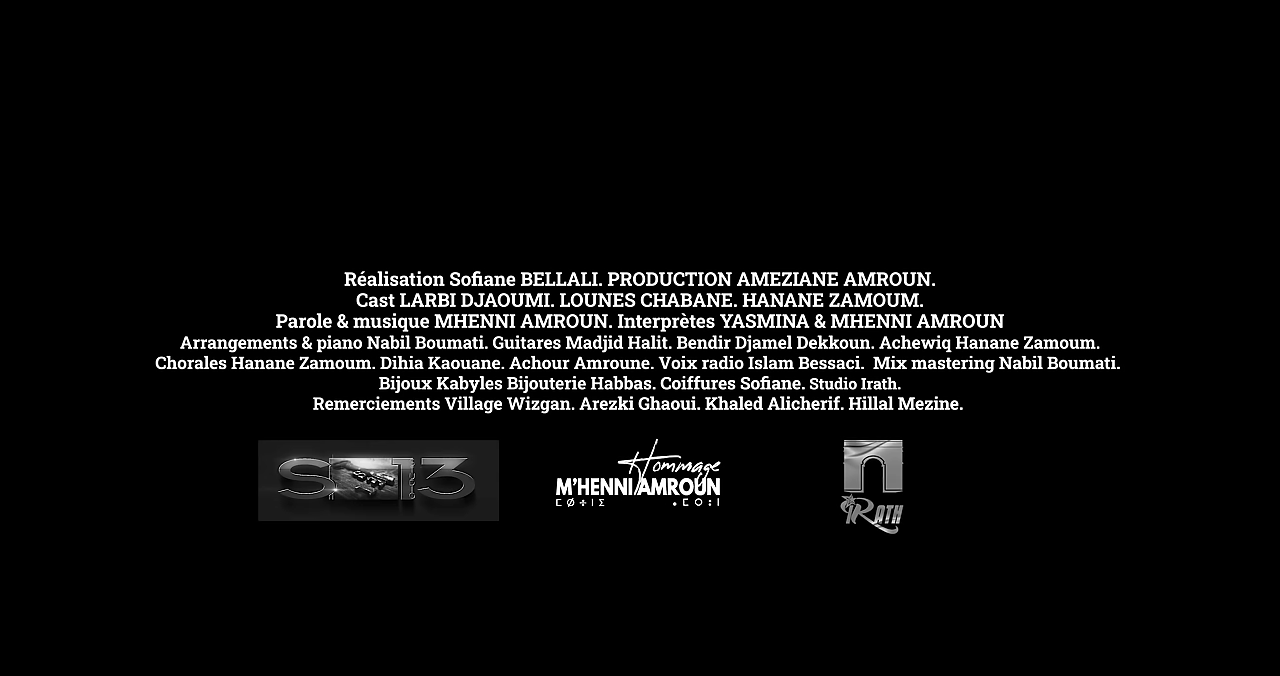 Réalisation Sofiane BELLALI. PRODUCTION AMEZIANE AMROUN.
Cast LARBI DJAOUMI. LOUNES CHABANE. HANANE ZAMOUM.
Parole & musique MHENNI AMROUN. Interprètes YASMINA & MHENNI AMROUN
Arrangements & piano Nabil Boumati. Guitares Madjid Halit. Bendir Djamel Dekkoun. Achewiq Hanane Zamoum.
Chorales Hanane Zamoum. Dihia Kaouane. Achour Amroune. Voix radio Islam Bessaci. Mix mastering Nabil Boumati.
Bijoux Kabyles Bijouterie Habbas. Coiffures Sofiane. Studio Irath.
Remerciements Village Wizgan. Arezki Ghaoui. Khaled Alicherif. Hillal Mezine.
Hommage
M'HENNI AMROUN
IRATH